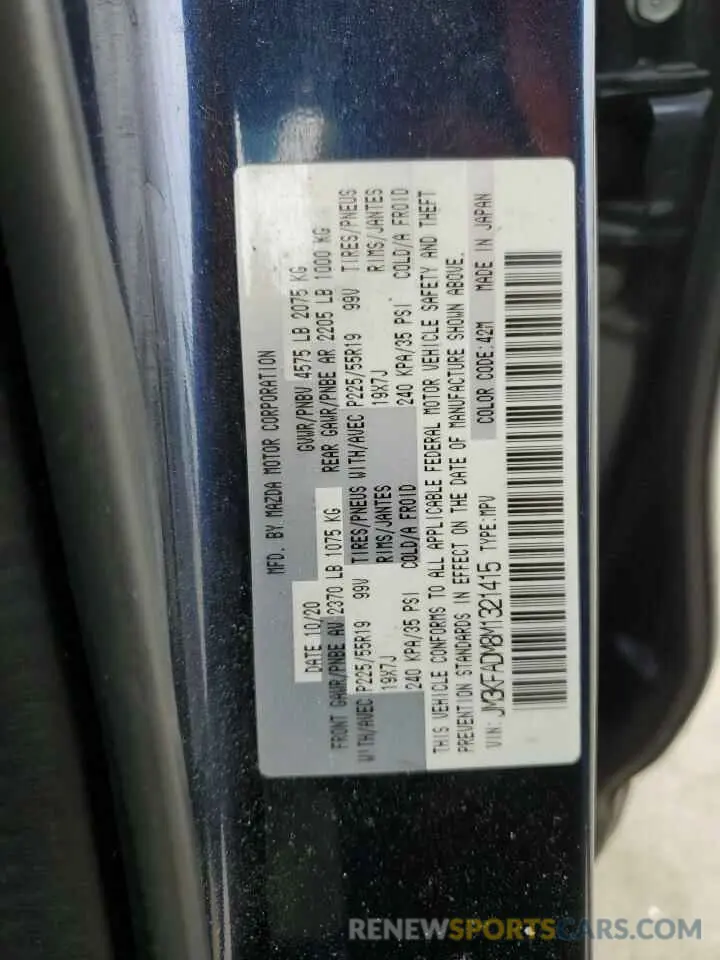 MFD. BY MAZDA MOTOR CORPORATION
DATE 10/20 GVWR/PNBV 4575 LB 2075 KG
FRONT GAWR/PNBE AV 2370 LB 1075 KG REAR GAWR/PNBE AR 2205 LB 1000 KG
WITH/AVEC P225/55R19 99V TIRES/PNEUS WITH/AVEC P225/55R19 99V TIRES/PNEUS
19X7J RIMS/JANTES 19X7J RIMS/JANTES
240 KPA/35 PSI COLD/A FROID 240 KPA/35 PSI COLD/A FROID
THIS VEHICLE CONFORMS TO ALL APPLICABLE FEDERAL MOTOR VEHICLE SAFETY AND THEFT
PREVENTION STANDARDS IN EFFECT ON THE DATE OF MANUFACTURE SHOWN ABOVE.
VIN: JM3KFADM8M1321415 TYPE:MPV COLOR CODE:42M MADE IN JAPAN
RENEWSPORTSCARS.COM